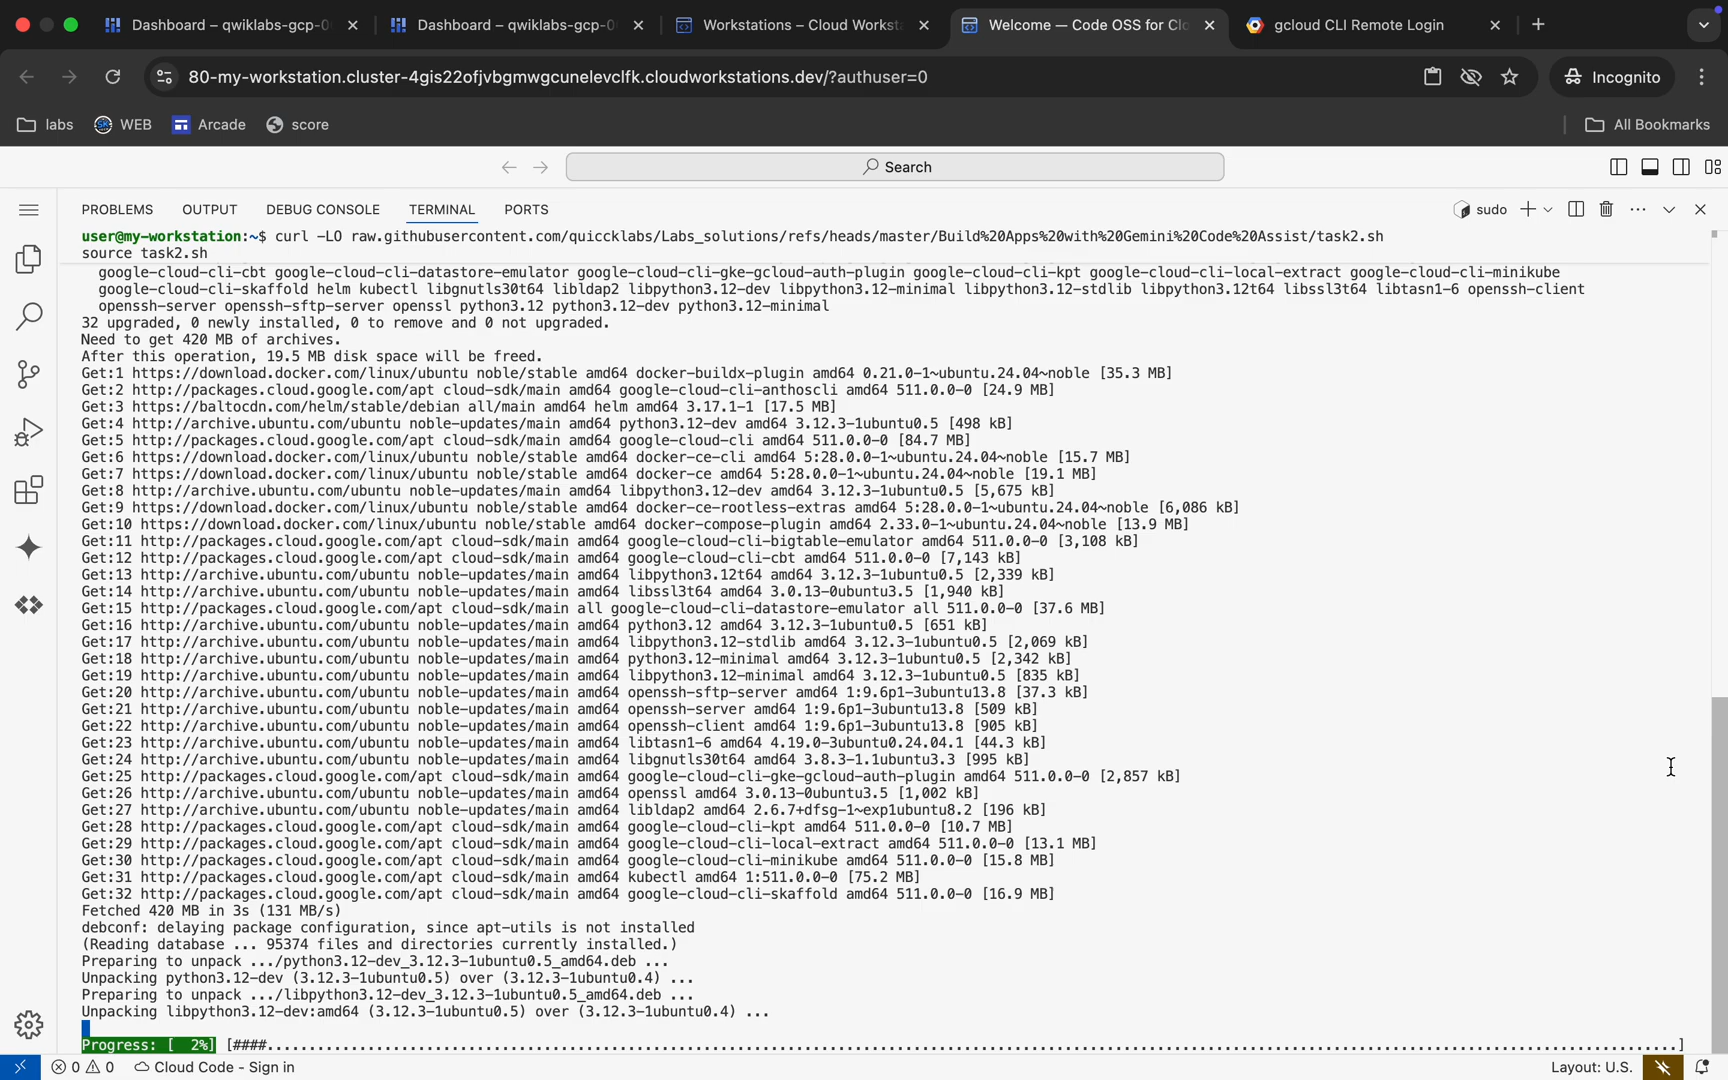 Dashboard – qwiklabs-gcp-0
Dashboard – qwiklabs-gcp-0
Workstations – Cloud Workst
Welcome — Code OSS for Clo
gcloud CLI Remote Login
80-my-workstation.cluster-4gis22ofjvbgmwgcunelevclfk.cloudworkstations.dev/?authuser=0
Incognito
labs
WEB
Arcade
score
All Bookmarks
Search
PROBLEMS
OUTPUT
DEBUG CONSOLE
TERMINAL
PORTS
sudo
user@my-workstation:~$ curl -LO raw.githubusercontent.com/quiccklabs/Labs_solutions/refs/heads/master/Build%20Apps%20with%20Gemini%20Code%20Assist/task2.sh
source task2.sh
google-cloud-cli-cbt google-cloud-cli-datastore-emulator google-cloud-cli-gke-gcloud-auth-plugin google-cloud-cli-kpt google-cloud-cli-local-extract google-cloud-cli-minikube
google-cloud-cli-skaffold helm kubectl libgnutls30t64 libldap2 libpython3.12-dev libpython3.12-minimal libpython3.12-stdlib libpython3.12t64 libssl3t64 libtasn1-6 openssh-client
openssh-server openssh-sftp-server openssl python3.12 python3.12-dev python3.12-minimal
32 upgraded, 0 newly installed, 0 to remove and 0 not upgraded.
Need to get 420 MB of archives.
After this operation, 19.5 MB disk space will be freed.
Get:1 https://download.docker.com/linux/ubuntu noble/stable amd64 docker-buildx-plugin amd64 0.21.0-1~ubuntu.24.04~noble [35.3 MB]
Get:2 http://packages.cloud.google.com/apt cloud-sdk/main amd64 google-cloud-cli-anthoscli amd64 511.0.0-0 [24.9 MB]
Get:3 https://baltocdn.com/helm/stable/debian all/main amd64 helm amd64 3.17.1-1 [17.5 MB]
Get:4 http://archive.ubuntu.com/ubuntu noble-updates/main amd64 python3.12-dev amd64 3.12.3-1ubuntu0.5 [498 kB]
Get:5 http://packages.cloud.google.com/apt cloud-sdk/main amd64 google-cloud-cli amd64 511.0.0-0 [84.7 MB]
Get:6 https://download.docker.com/linux/ubuntu noble/stable amd64 docker-ce-cli amd64 5:28.0.0-1~ubuntu.24.04~noble [15.7 MB]
Get:7 https://download.docker.com/linux/ubuntu noble/stable amd64 docker-ce amd64 5:28.0.0-1~ubuntu.24.04~noble [19.1 MB]
Get:8 http://archive.ubuntu.com/ubuntu noble-updates/main amd64 libpython3.12-dev amd64 3.12.3-1ubuntu0.5 [5,675 kB]
Get:9 https://download.docker.com/linux/ubuntu noble/stable amd64 docker-ce-rootless-extras amd64 5:28.0.0-1~ubuntu.24.04~noble [6,086 kB]
Get:10 https://download.docker.com/linux/ubuntu noble/stable amd64 docker-compose-plugin amd64 2.33.0-1~ubuntu.24.04~noble [13.9 MB]
Get:11 http://packages.cloud.google.com/apt cloud-sdk/main amd64 google-cloud-cli-bigtable-emulator amd64 511.0.0-0 [3,108 kB]
Get:12 http://packages.cloud.google.com/apt cloud-sdk/main amd64 google-cloud-cli-cbt amd64 511.0.0-0 [7,143 kB]
Get:13 http://archive.ubuntu.com/ubuntu noble-updates/main amd64 libpython3.12t64 amd64 3.12.3-1ubuntu0.5 [2,339 kB]
Get:14 http://archive.ubuntu.com/ubuntu noble-updates/main amd64 libssl3t64 amd64 3.0.13-0ubuntu3.5 [1,940 kB]
Get:15 http://packages.cloud.google.com/apt cloud-sdk/main all google-cloud-cli-datastore-emulator all 511.0.0-0 [37.6 MB]
Get:16 http://archive.ubuntu.com/ubuntu noble-updates/main amd64 python3.12 amd64 3.12.3-1ubuntu0.5 [651 kB]
Get:17 http://archive.ubuntu.com/ubuntu noble-updates/main amd64 libpython3.12-stdlib amd64 3.12.3-1ubuntu0.5 [2,069 kB]
Get:18 http://archive.ubuntu.com/ubuntu noble-updates/main amd64 python3.12-minimal amd64 3.12.3-1ubuntu0.5 [2,342 kB]
Get:19 http://archive.ubuntu.com/ubuntu noble-updates/main amd64 libpython3.12-minimal amd64 3.12.3-1ubuntu0.5 [835 kB]
Get:20 http://archive.ubuntu.com/ubuntu noble-updates/main amd64 openssh-sftp-server amd64 1:9.6p1-3ubuntu13.8 [37.3 kB]
Get:21 http://archive.ubuntu.com/ubuntu noble-updates/main amd64 openssh-server amd64 1:9.6p1-3ubuntu13.8 [509 kB]
Get:22 http://archive.ubuntu.com/ubuntu noble-updates/main amd64 openssh-client amd64 1:9.6p1-3ubuntu13.8 [905 kB]
Get:23 http://archive.ubuntu.com/ubuntu noble-updates/main amd64 libtasn1-6 amd64 4.19.0-3ubuntu0.24.04.1 [44.3 kB]
Get:24 http://archive.ubuntu.com/ubuntu noble-updates/main amd64 libgnutls30t64 amd64 3.8.3-1.1ubuntu3.3 [995 kB]
Get:25 http://packages.cloud.google.com/apt cloud-sdk/main amd64 google-cloud-cli-gke-gcloud-auth-plugin amd64 511.0.0-0 [2,857 kB]
Get:26 http://archive.ubuntu.com/ubuntu noble-updates/main amd64 openssl amd64 3.0.13-0ubuntu3.5 [1,002 kB]
Get:27 http://archive.ubuntu.com/ubuntu noble-updates/main amd64 libldap2 amd64 2.6.7+dfsg-1~exp1ubuntu8.2 [196 kB]
Get:28 http://packages.cloud.google.com/apt cloud-sdk/main amd64 google-cloud-cli-kpt amd64 511.0.0-0 [10.7 MB]
Get:29 http://packages.cloud.google.com/apt cloud-sdk/main amd64 google-cloud-cli-local-extract amd64 511.0.0-0 [13.1 MB]
Get:30 http://packages.cloud.google.com/apt cloud-sdk/main amd64 google-cloud-cli-minikube amd64 511.0.0-0 [15.8 MB]
Get:31 http://packages.cloud.google.com/apt cloud-sdk/main amd64 kubectl amd64 1:511.0.0-0 [75.2 MB]
Get:32 http://packages.cloud.google.com/apt cloud-sdk/main amd64 google-cloud-cli-skaffold amd64 511.0.0-0 [16.9 MB]
Fetched 420 MB in 3s (131 MB/s)
debconf: delaying package configuration, since apt-utils is not installed
(Reading database ... 95374 files and directories currently installed.)
Preparing to unpack .../python3.12-dev_3.12.3-1ubuntu0.5_amd64.deb ...
Unpacking python3.12-dev (3.12.3-1ubuntu0.5) over (3.12.3-1ubuntu0.4) ...
Preparing to unpack .../libpython3.12-dev_3.12.3-1ubuntu0.5_amd64.deb ...
Unpacking libpython3.12-dev:amd64 (3.12.3-1ubuntu0.5) over (3.12.3-1ubuntu0.4) ...
Progress: [  2%] [####..........................................................................]
0 0 Cloud Code - Sign in
Layout: U.S.